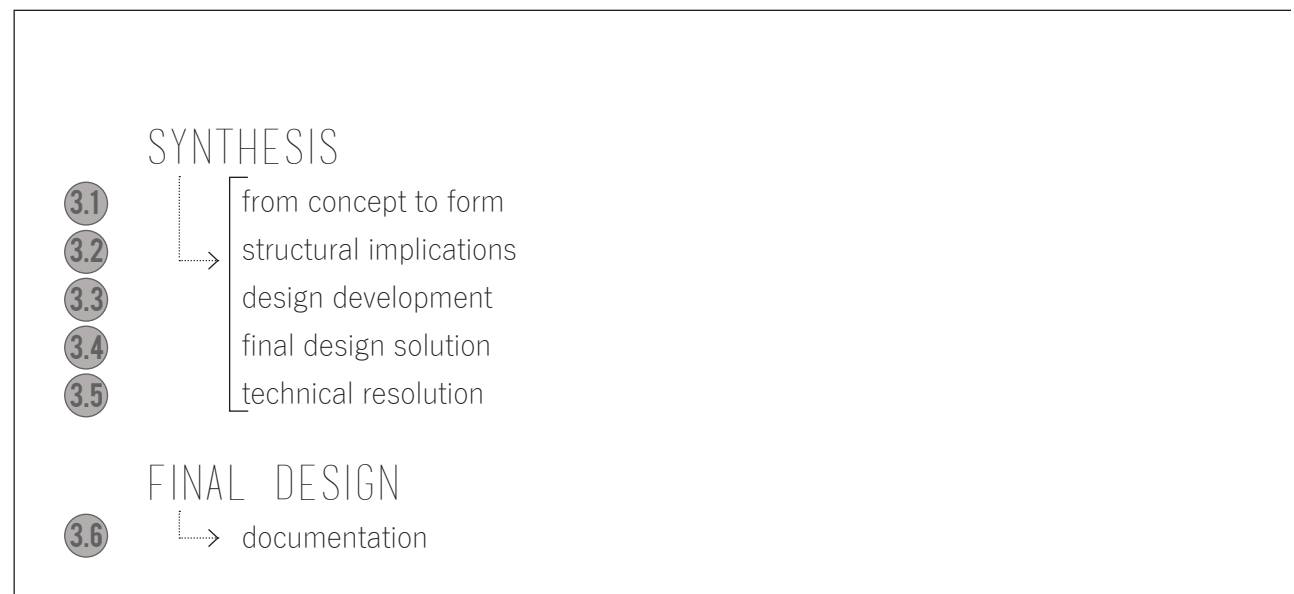 SYNTHESIS
3.1 from concept to form
3.2 structural implications
3.3 design development
3.4 final design solution
3.5 technical resolution
FINAL DESIGN
3.6 documentation